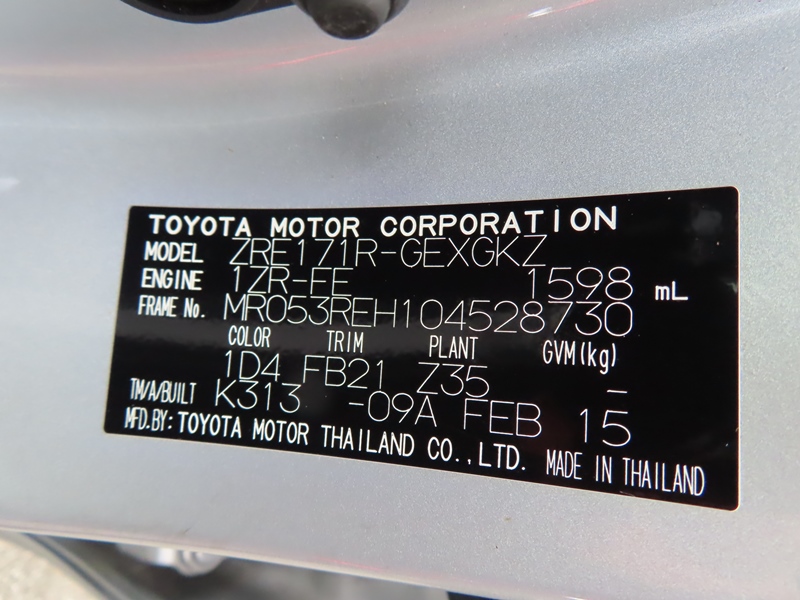 TOYOTA MOTOR CORPORATION
MODEL ZRE171R-GEXGKZ
ENGINE 1ZR-FE 1598 mL
FRAME No. MR053REH104528730
COLOR TRIM PLANT GVM(kg)
1D4 FB21 Z35 -
TM/A/BUILT K313 -09A FEB 15
MFD.BY: TOYOTA MOTOR THAILAND CO.,LTD. MADE IN THAILAND